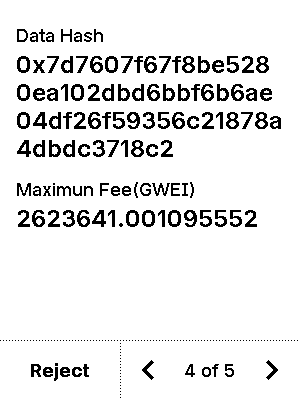 Data Hash
0x7d7607f67f8be528
0ea102dbd6bbf6b6ae
04df26f59356c21878a
4dbdc3718c2
Maximun Fee(GWEI)
2623641.001095552
Reject
4 of 5